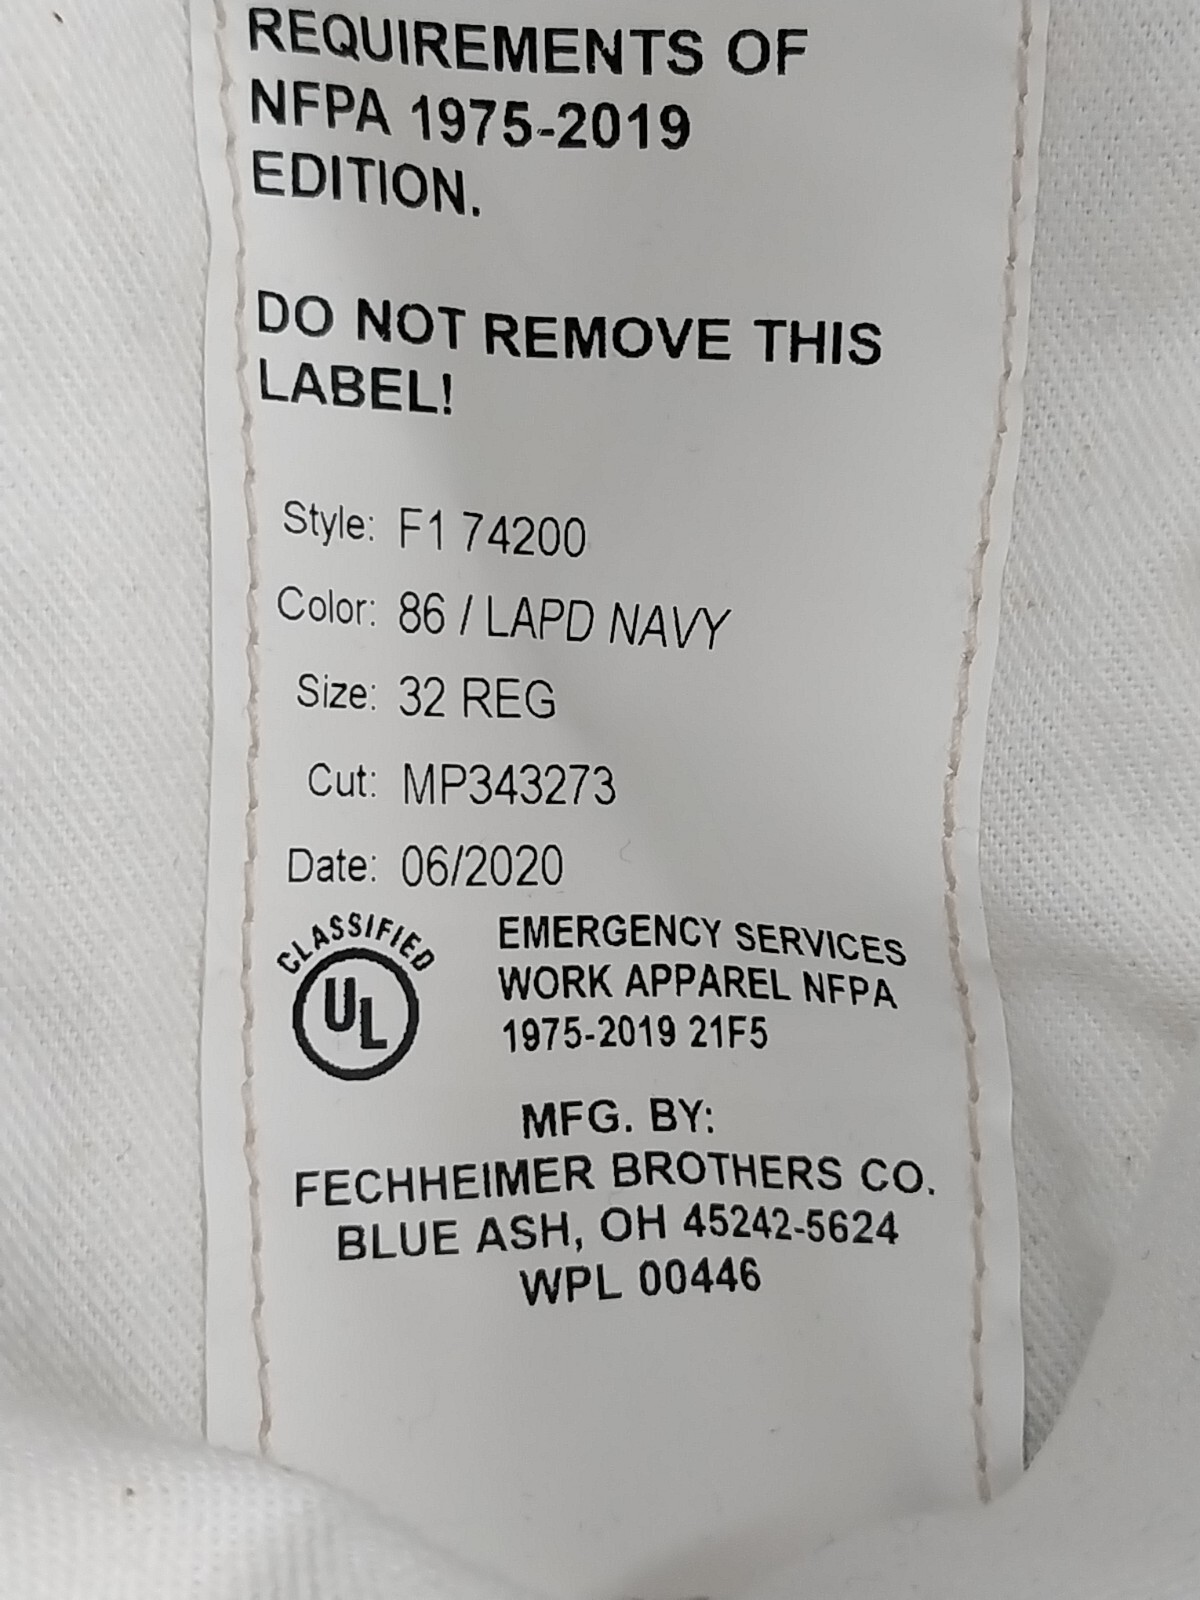 REQUIREMENTS OF
NFPA 1975-2019
EDITION.
DO NOT REMOVE THIS
LABEL!
Style: F1 74200
Color: 86 / LAPD NAVY
Size: 32 REG
Cut: MP343273
Date: 06/2020
CLASSIFIED
UL
EMERGENCY SERVICES
WORK APPAREL NFPA
1975-2019 21F5
MFG. BY:
FECHHEIMER BROTHERS CO.
BLUE ASH, OH 45242-5624
WPL 00446